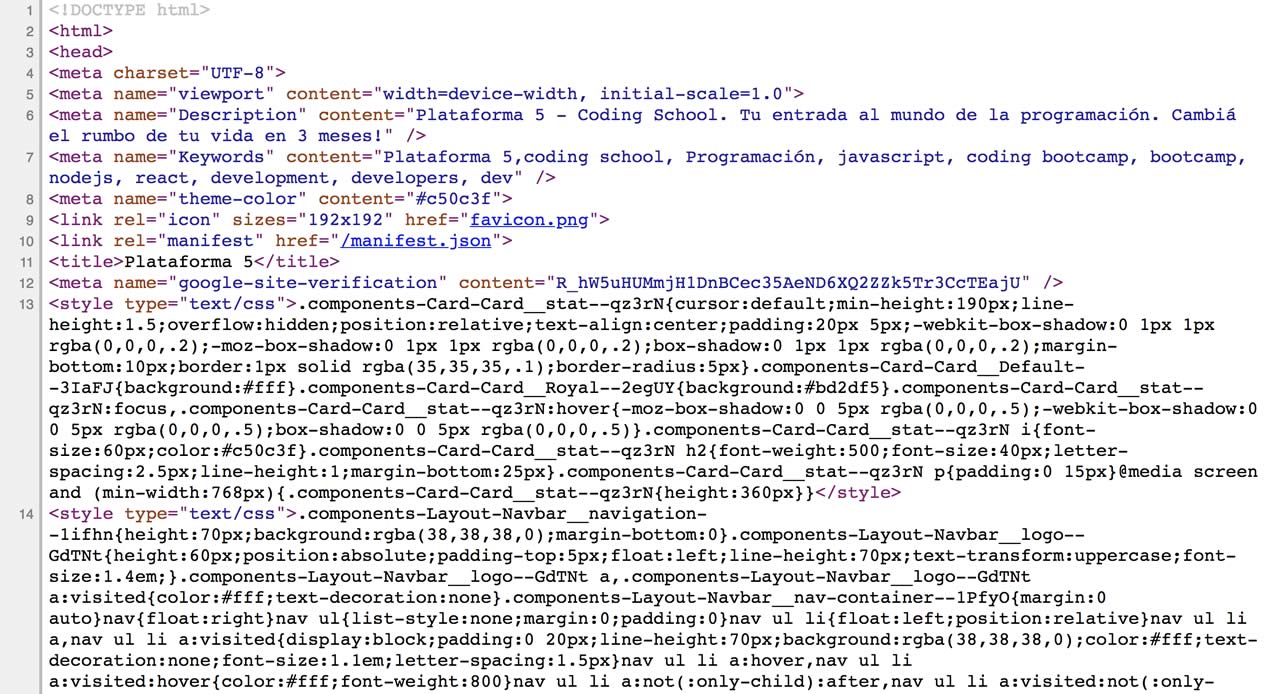 1 <!DOCTYPE html>
2 <html>
3 <head>
4 <meta charset="UTF-8">
5 <meta name="viewport" content="width=device-width, initial-scale=1.0">
6 <meta name="Description" content="Plataforma 5 - Coding School. Tu entrada al mundo de la programación. Cambiá
el rumbo de tu vida en 3 meses!" />
7 <meta name="Keywords" content="Plataforma 5,coding school, Programación, javascript, coding bootcamp, bootcamp,
nodejs, react, development, developers, dev" />
8 <meta name="theme-color" content="#c50c3f">
9 <link rel="icon" sizes="192x192" href="favicon.png">
10 <link rel="manifest" href="/manifest.json">
11 <title>Plataforma 5</title>
12 <meta name="google-site-verification" content="R_hW5uHUMmjH1DnBCec35AeND6XQ2ZZk5Tr3CcTEajU" />
13 <style type="text/css">.components-Card-Card__stat--qz3rN{cursor:default;min-height:190px;line-
height:1.5;overflow:hidden;position:relative;text-align:center;padding:20px 5px;-webkit-box-shadow:0 1px 1px
rgba(0,0,0,.2);-moz-box-shadow:0 1px 1px rgba(0,0,0,.2);box-shadow:0 1px 1px rgba(0,0,0,.2);margin-
bottom:10px;border:1px solid rgba(35,35,35,.1);border-radius:5px}.components-Card-Card__Default-
-3IaFJ{background:#fff}.components-Card-Card__Royal--2egUY{background:#bd2df5}.components-Card-Card__stat--
qz3rN:focus,.components-Card-Card__stat--qz3rN:hover{-moz-box-shadow:0 0 5px rgba(0,0,0,.5);-webkit-box-shadow:0
0 5px rgba(0,0,0,.5);box-shadow:0 0 5px rgba(0,0,0,.5)}.components-Card-Card__stat--qz3rN i{font-
size:60px;color:#c50c3f}.components-Card-Card__stat--qz3rN h2{font-weight:500;font-size:40px;letter-
spacing:2.5px;line-height:1;margin-bottom:25px}.components-Card-Card__stat--qz3rN p{padding:0 15px}@media screen
and (min-width:768px){.components-Card-Card__stat--qz3rN{height:360px}}</style>
14 <style type="text/css">.components-Layout-Navbar__navigation-
-1ifhn{height:70px;background:rgba(38,38,38,0);margin-bottom:0}.components-Layout-Navbar__logo--
GdTNt{height:60px;position:absolute;padding-top:5px;float:left;line-height:70px;text-transform:uppercase;font-
size:1.4em;}.components-Layout-Navbar__logo--GdTNt a,.components-Layout-Navbar__logo--GdTNt
a:visited{color:#fff;text-decoration:none}.components-Layout-Navbar__nav-container--1PfyO{margin:0
auto}nav{float:right}nav ul{list-style:none;margin:0;padding:0}nav ul li{float:left;position:relative}nav ul li
a,nav ul li a:visited{display:block;padding:0 20px;line-height:70px;background:rgba(38,38,38,0);color:#fff;text-
decoration:none;font-size:1.1em;letter-spacing:1.5px}nav ul li a:hover,nav ul li
a:visited:hover{color:#fff;font-weight:800}nav ul li a:not(:only-child):after,nav ul li a:visited:not(:only-